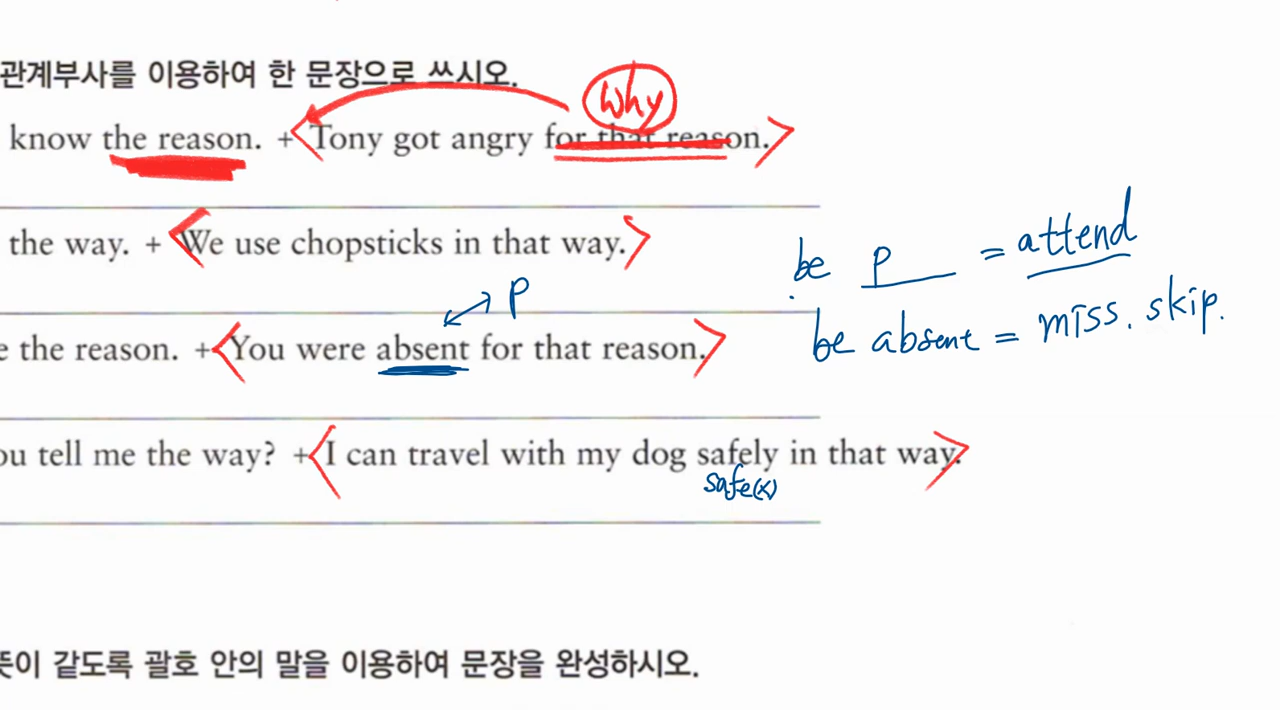 관계부사를 이용하여 한 문장으로 쓰시오.
why
know the reason. + Tony got angry for that reason.
the way. + We use chopsticks in that way.
be p____ = attend
p
e the reason. + You were absent for that reason.
be absent = miss. skip.
ou tell me the way? + I can travel with my dog safely in that way.
safe(x)
뜻이 같도록 괄호 안의 말을 이용하여 문장을 완성하시오.